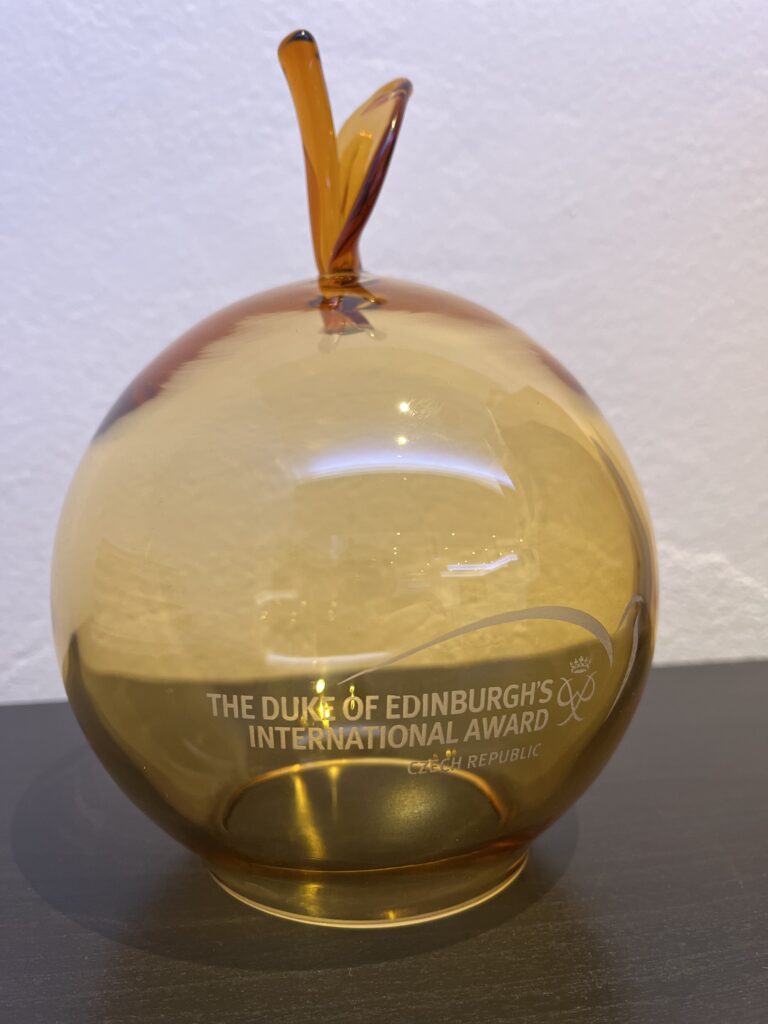 THE DUKE OF EDINBURGH'S
INTERNATIONAL AWARD
CZECH REPUBLIC